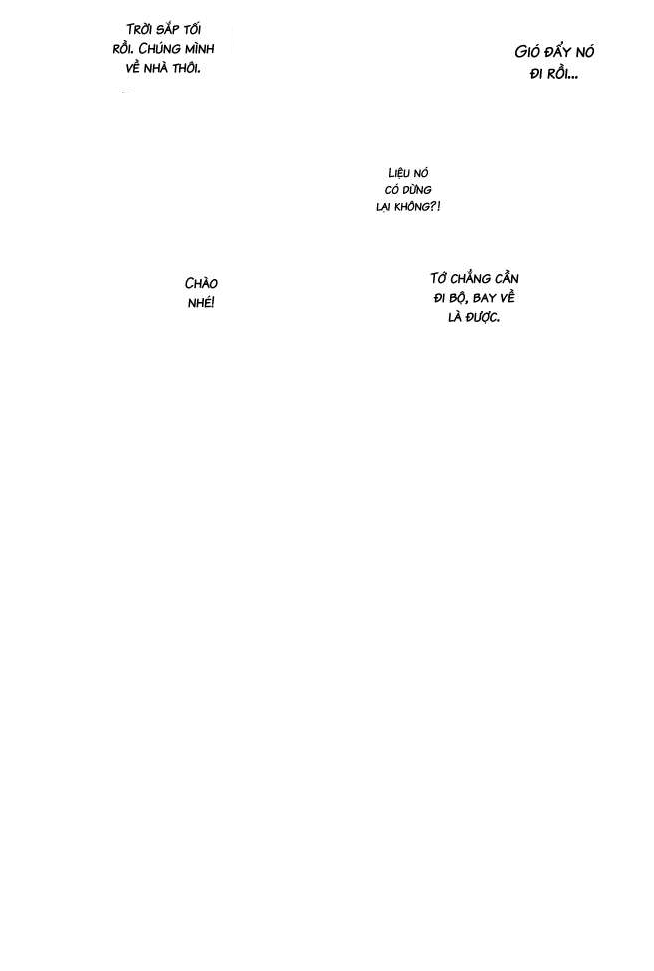 TRỜI SẮP TỐI
RỒI. CHÚNG MÌNH
VỀ NHÀ THÔI.
GIÓ ĐẨY NÓ
ĐI RỒI...
LIỆU NÓ
CÓ DỪNG
LẠI KHÔNG?!
CHÀO
NHÉ!
TỚ CHẲNG CẦN
ĐI BỘ, BAY VỀ
LÀ ĐƯỢC.